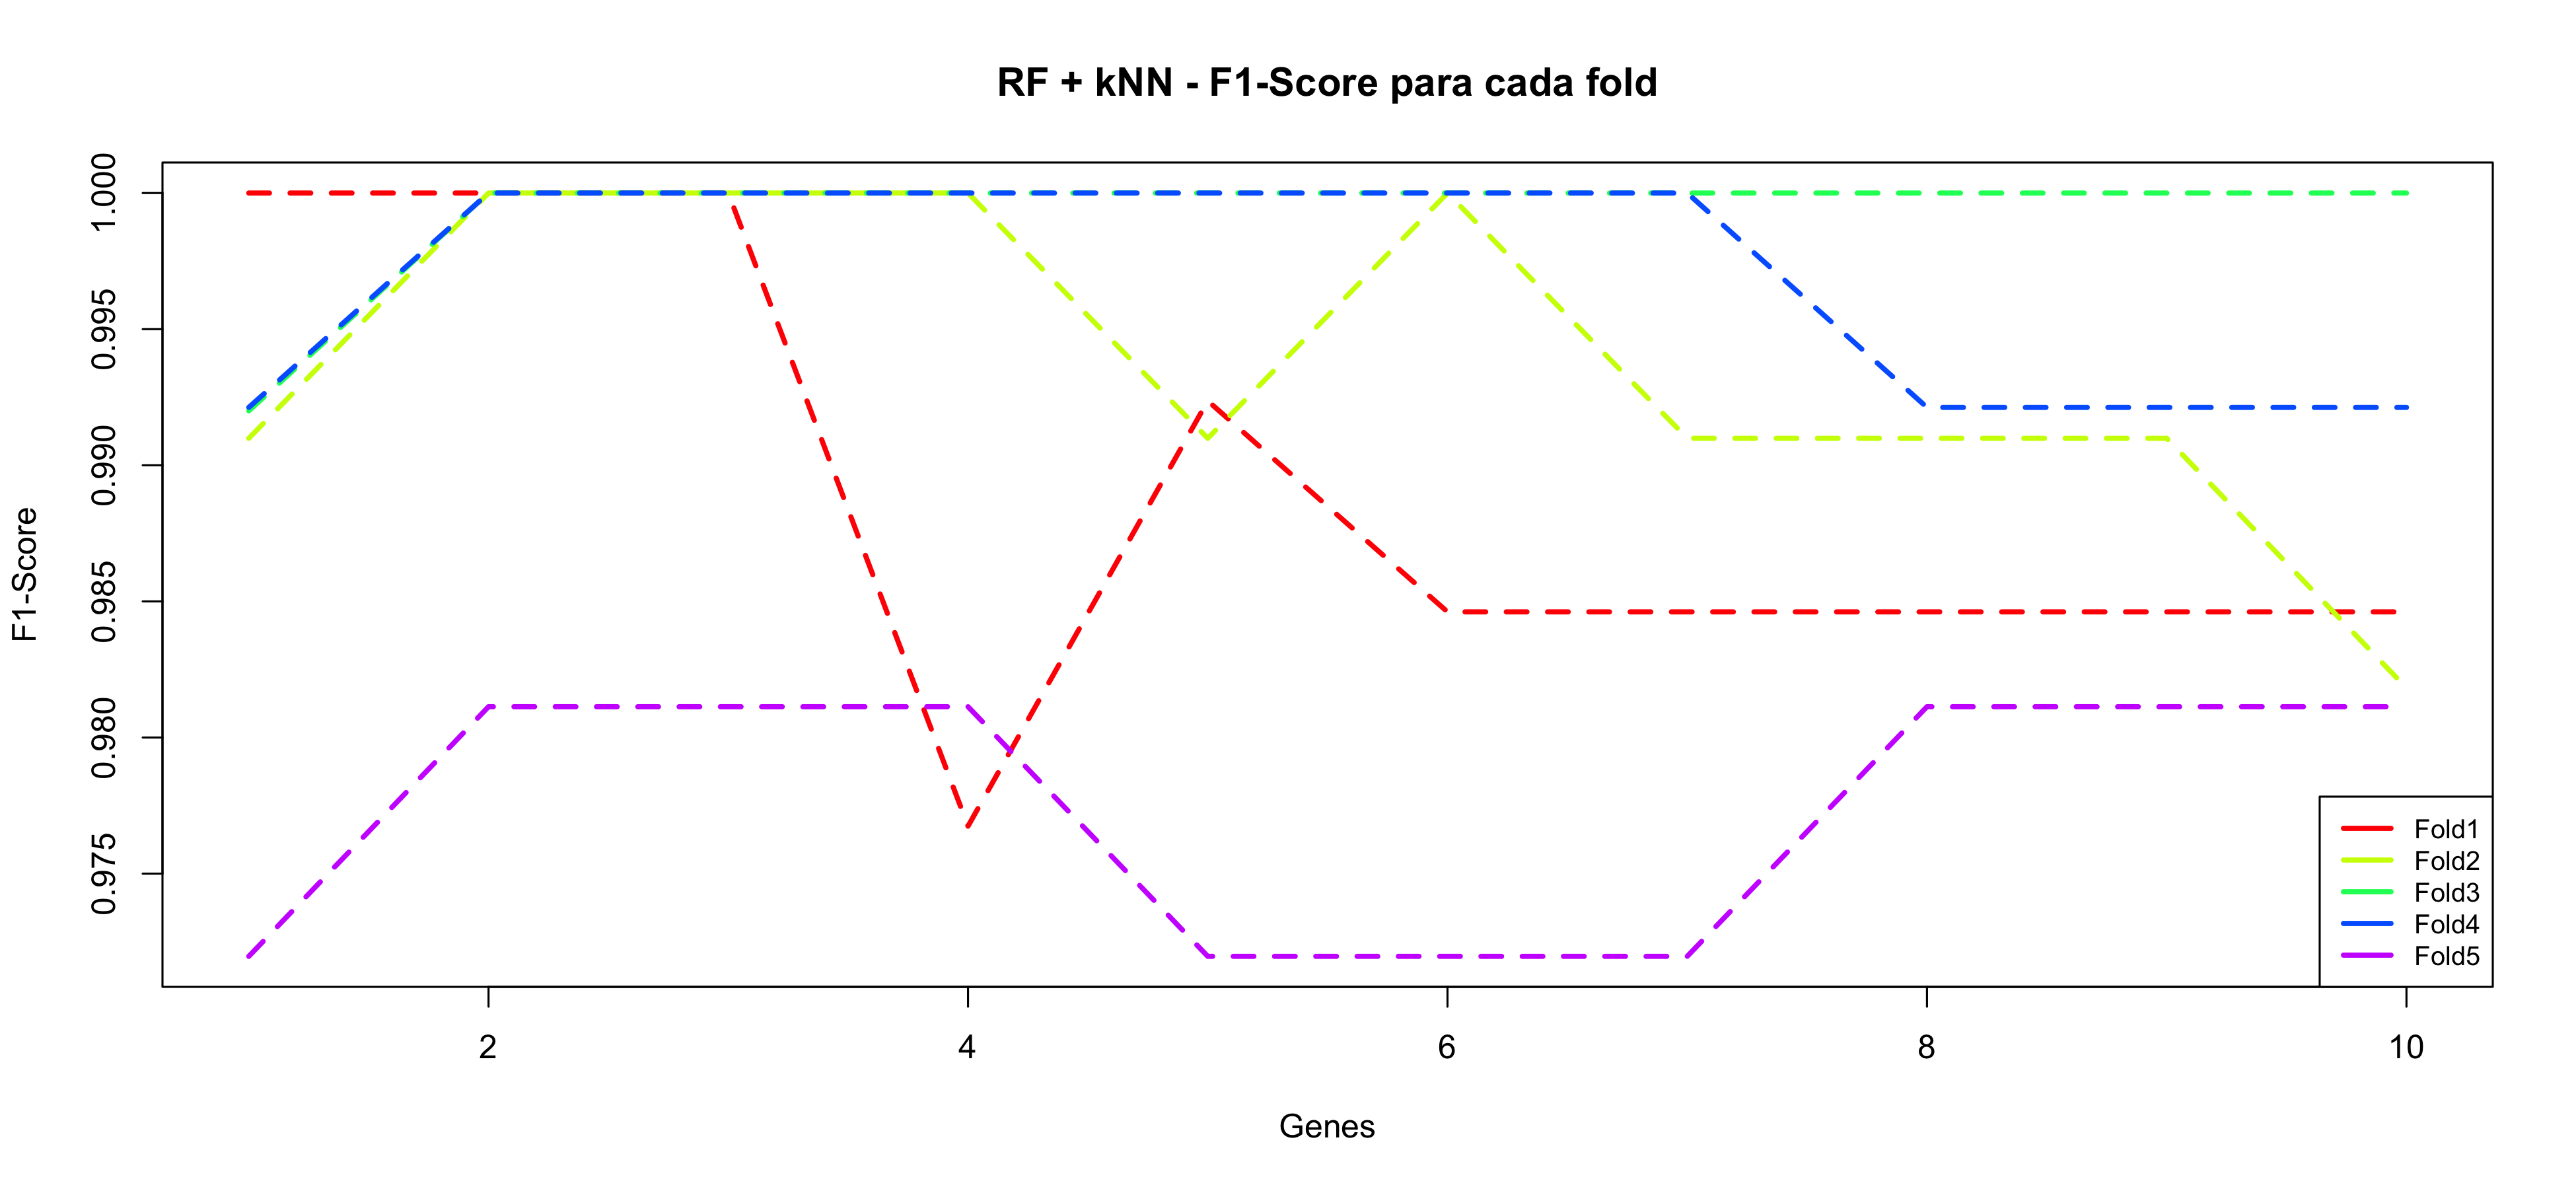 RF + kNN - F1-Score para cada fold
F1-Score
1.000
0.995
0.990
0.985
0.980
0.975
2 4 6 8 10
Genes
Fold1
Fold2
Fold3
Fold4
Fold5